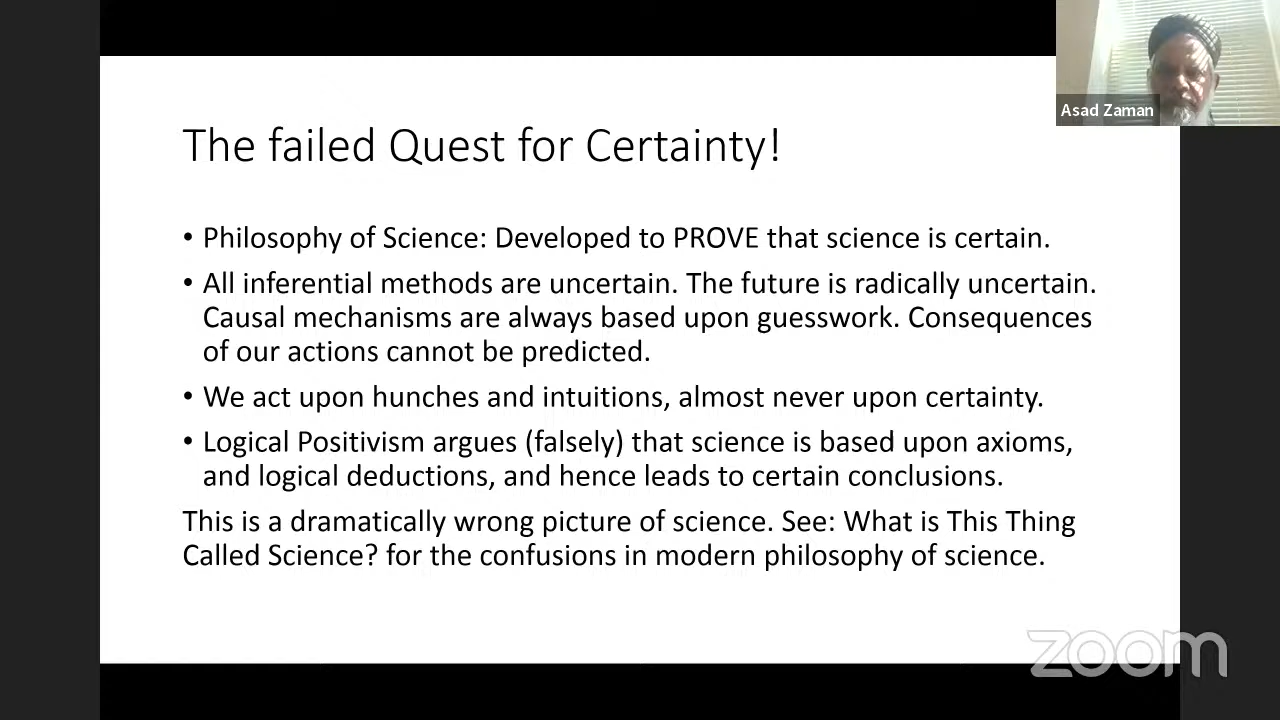 Asad Zaman
The failed Quest for Certainty!
• Philosophy of Science: Developed to PROVE that science is certain.
• All inferential methods are uncertain. The future is radically uncertain.
Causal mechanisms are always based upon guesswork. Consequences
of our actions cannot be predicted.
• We act upon hunches and intuitions, almost never upon certainty.
• Logical Positivism argues (falsely) that science is based upon axioms,
and logical deductions, and hence leads to certain conclusions.
This is a dramatically wrong picture of science. See: What is This Thing
Called Science? for the confusions in modern philosophy of science.
zoom